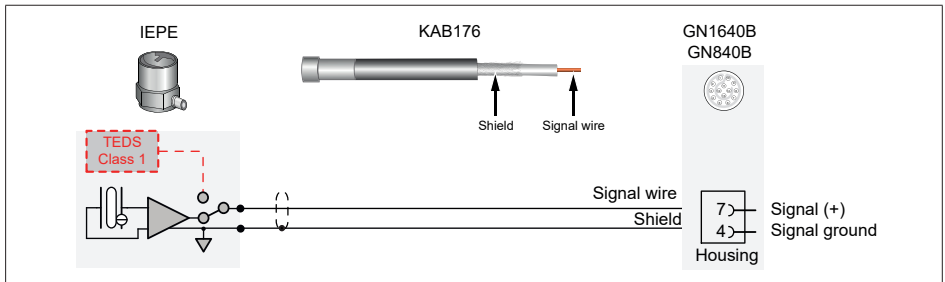 IEPE
KAB176
GN1640B
GN840B
Shield
Signal wire
TEDS
Class 1
Signal wire
Shield
7
Signal (+)
4
Signal ground
Housing